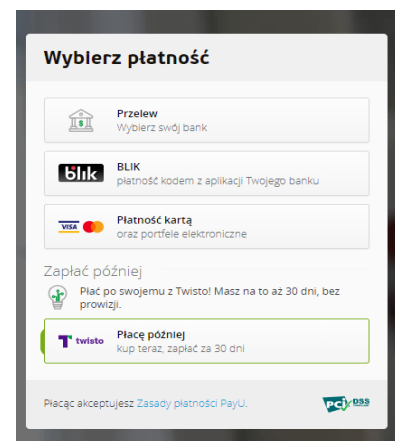 Wybierz płatność
Przelew
Wybierz swój bank
blik
BLIK
płatność kodem z aplikacji Twojego banku
VISA
Płatność kartą
oraz portfele elektroniczne
Zapłać później
Płać po swojemu z Twisto! Masz na to aż 30 dni, bez
prowizji.
twisto
Płacę później
kup teraz, zapłać za 30 dni
Płacąc akceptujesz Zasady płatności PayU.
PCI DSS